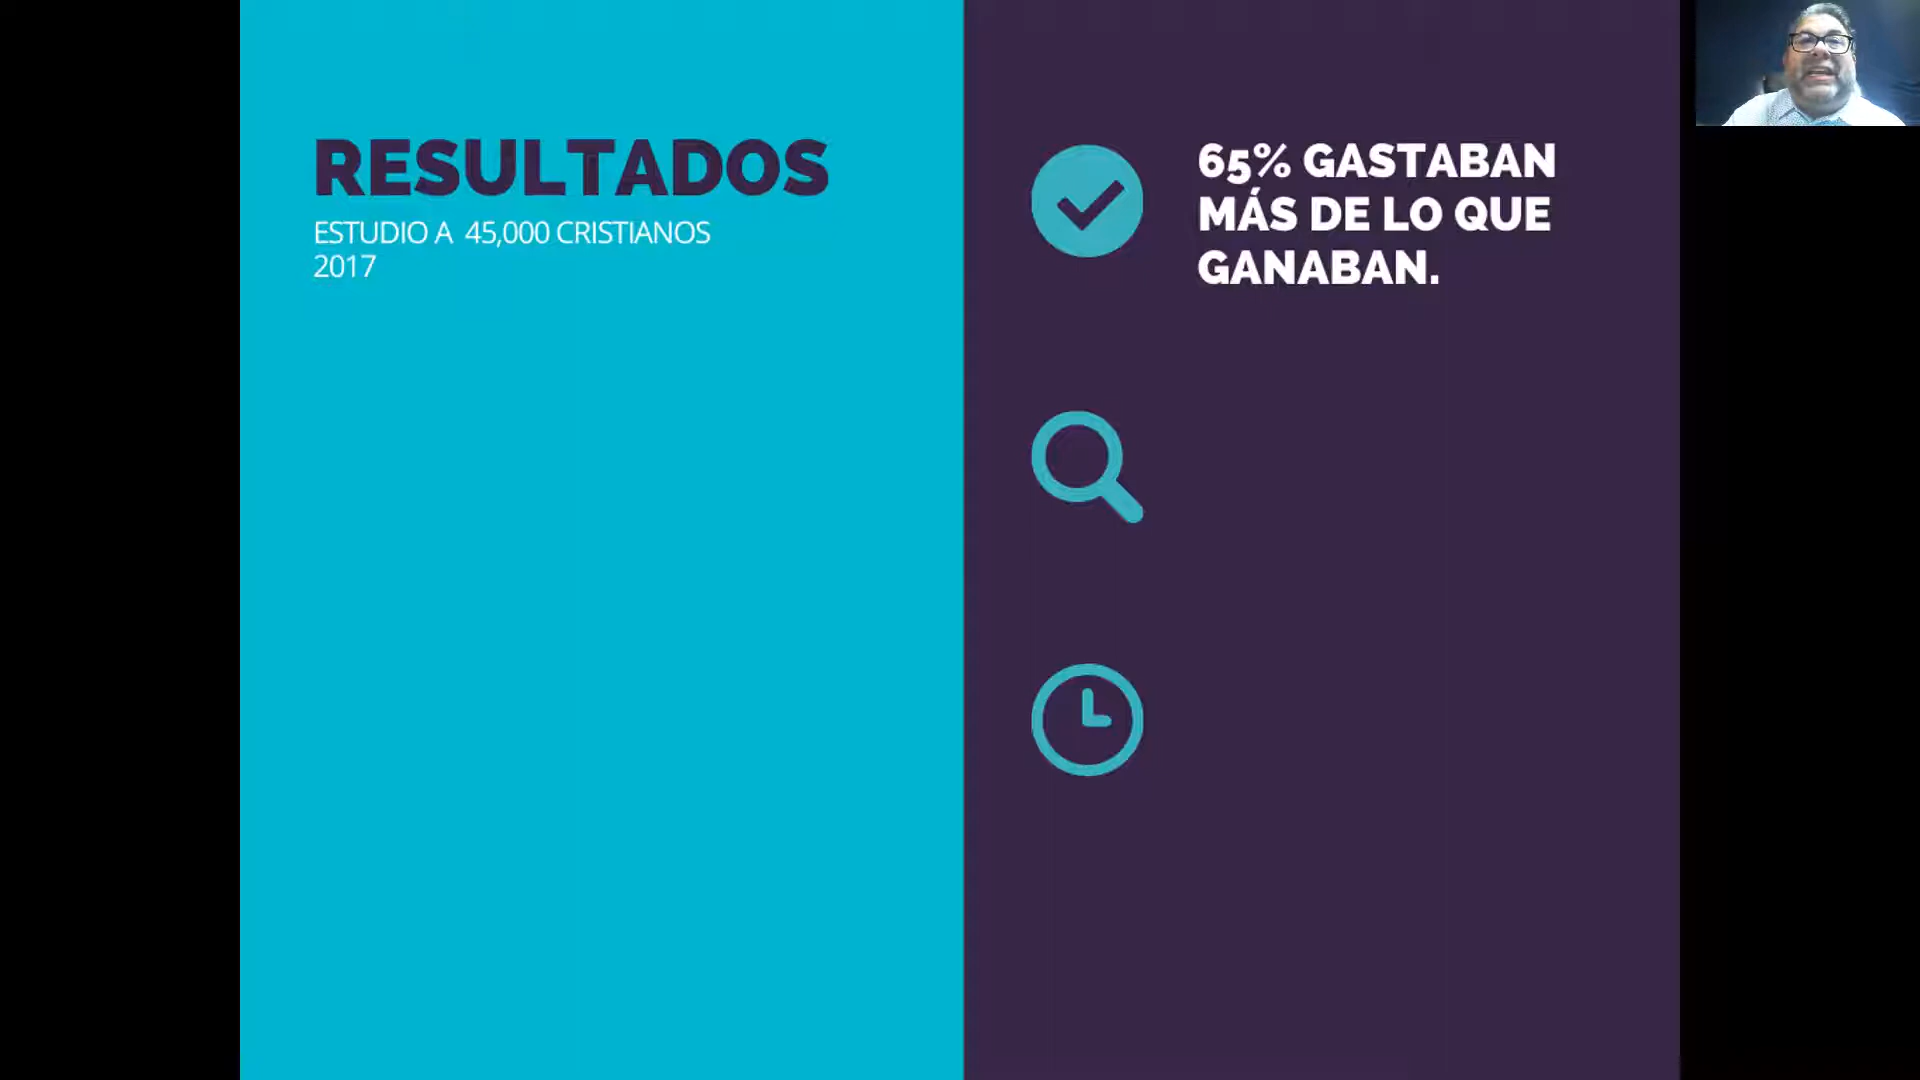 RESULTADOS
ESTUDIO A 45,000 CRISTIANOS
2017
65% GASTABAN
MÁS DE LO QUE
GANABAN.